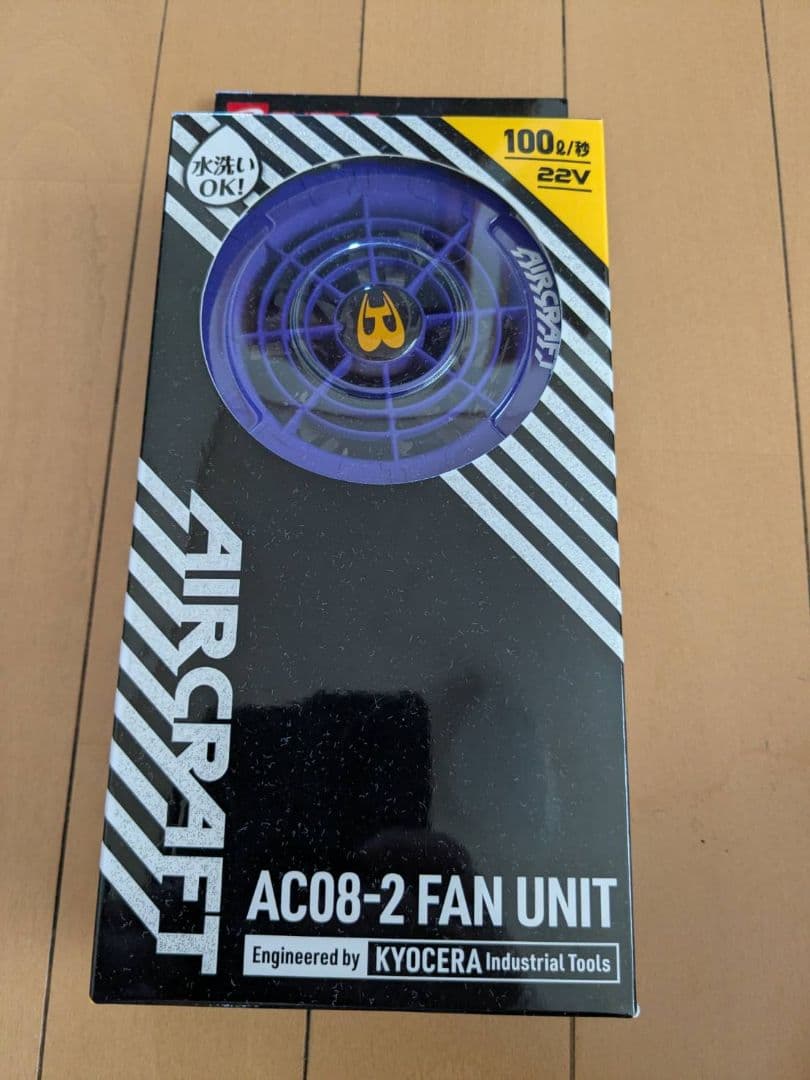 水洗い
OK!
100ℓ/秒
22V
AIRCRAFT
B
AIRCRAFT
AC08-2 FAN UNIT
Engineered by KYOCERA Industrial Tools